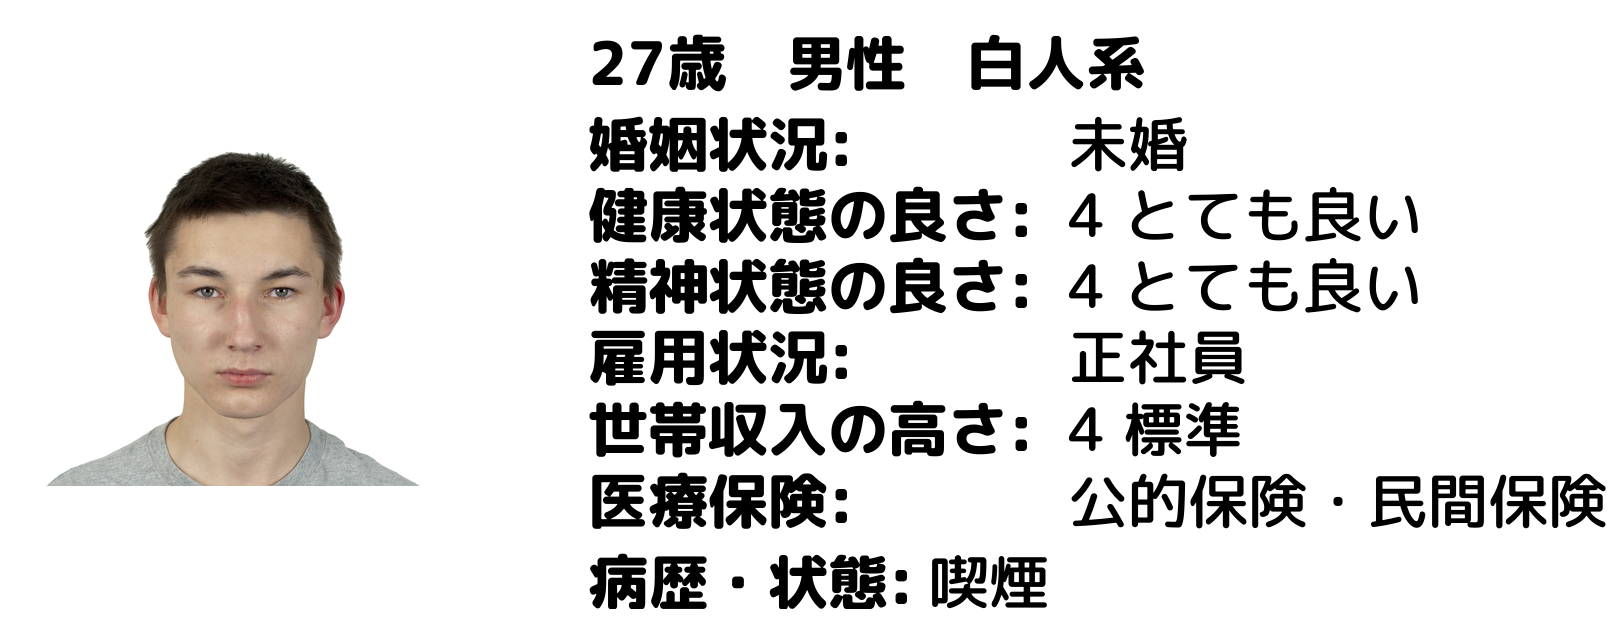 27歳　男性　白人系
婚姻状況: 未婚
健康状態の良さ: 4 とても良い
精神状態の良さ: 4 とても良い
雇用状況: 正社員
世帯収入の高さ: 4 標準
医療保険: 公的保険・民間保険
病歴・状態: 喫煙